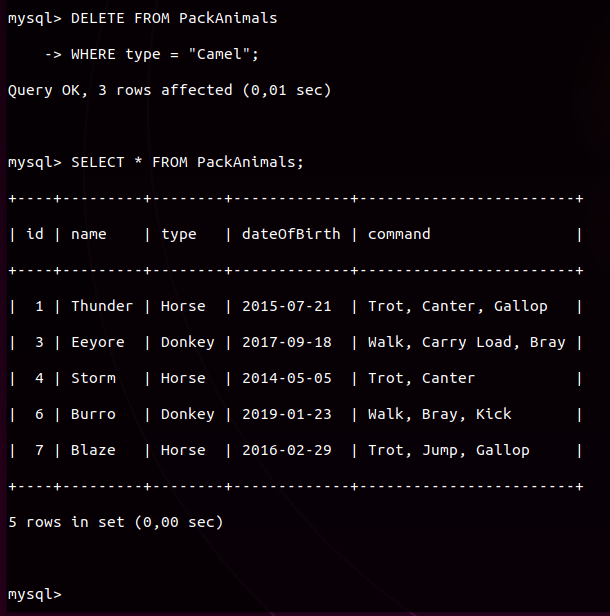 mysql> DELETE FROM PackAnimals
    -> WHERE type = "Camel";
Query OK, 3 rows affected (0,01 sec)
mysql> SELECT * FROM PackAnimals;
+----+---------+--------+-------------+------------------------+
| id | name    | type   | dateOfBirth | command                |
+----+---------+--------+-------------+------------------------+
|  1 | Thunder | Horse  | 2015-07-21  | Trot, Canter, Gallop   |
|  3 | Eeyore  | Donkey | 2017-09-18  | Walk, Carry Load, Bray |
|  4 | Storm   | Horse  | 2014-05-05  | Trot, Canter           |
|  6 | Burro   | Donkey | 2019-01-23  | Walk, Bray, Kick       |
|  7 | Blaze   | Horse  | 2016-02-29  | Trot, Jump, Gallop     |
+----+---------+--------+-------------+------------------------+
5 rows in set (0,00 sec)
mysql>